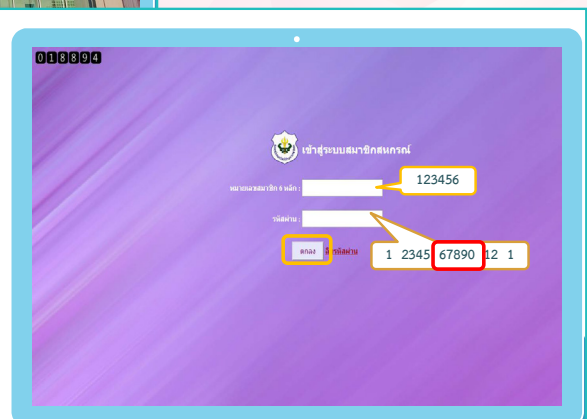 018894
เข้าสู่ระบบสมาชิกสหกรณ์
หมายเลขสมาชิก 6 หลัก :
123456
รหัสผ่าน :
ตกลง ลืมรหัสผ่าน
1 2345 67890 12 1